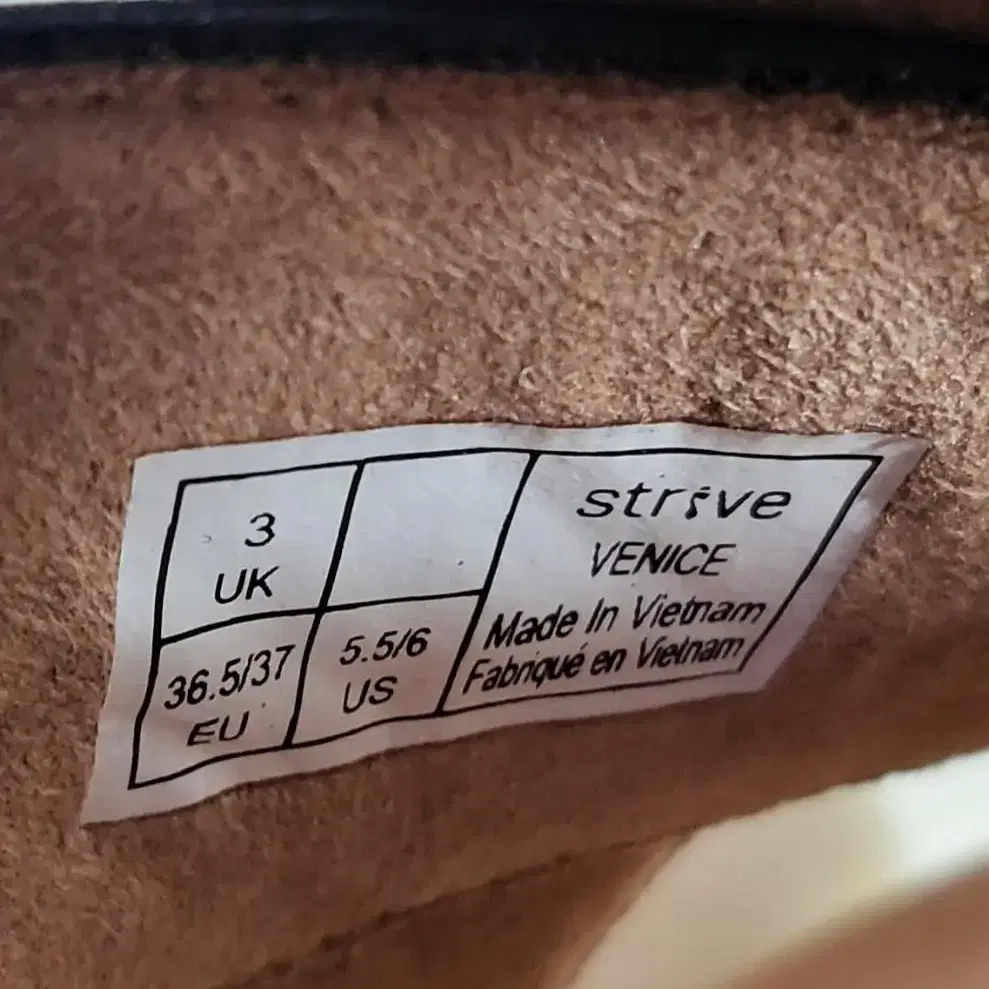 3
UK
36.5/37
EU
5.5/6
US
strive
VENICE
Made In Vietnam
Fabriqué en Vietnam